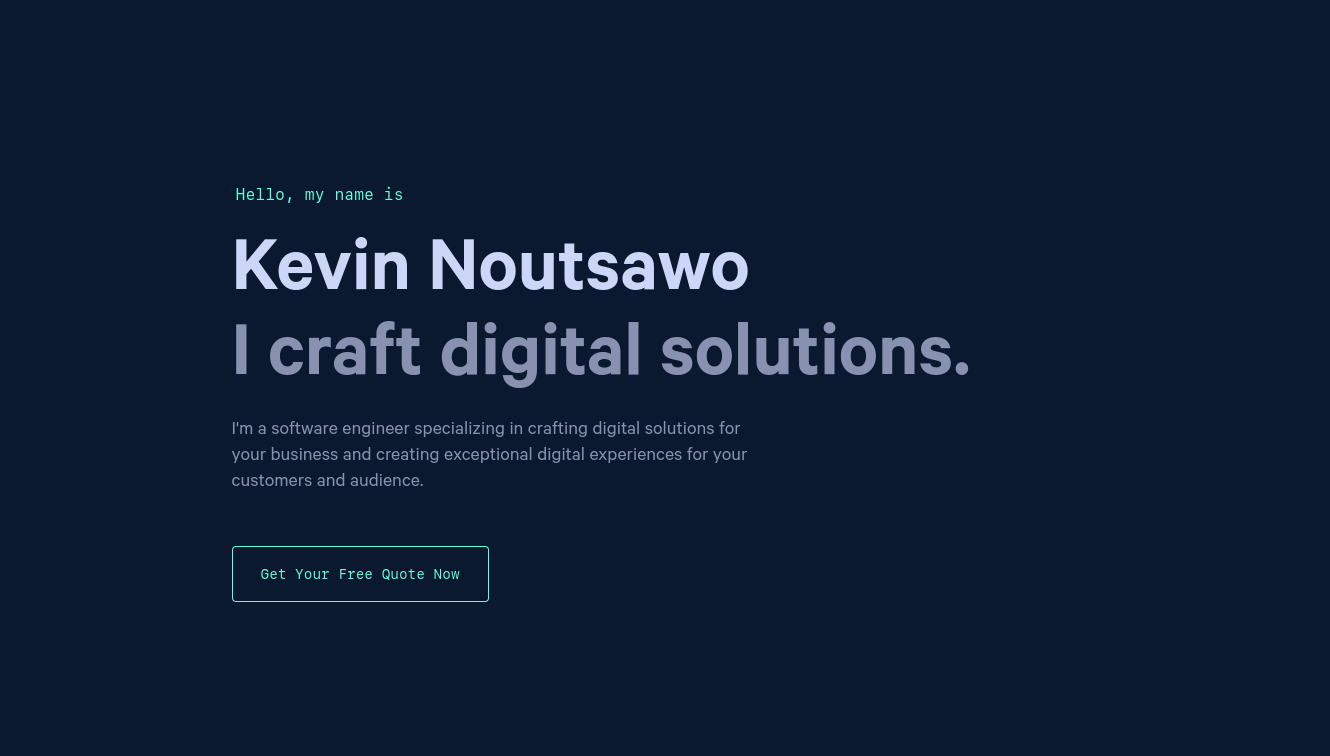 Hello, my name is
Kevin Noutsawo
I craft digital solutions.
I'm a software engineer specializing in crafting digital solutions for
your business and creating exceptional digital experiences for your
customers and audience.
Get Your Free Quote Now